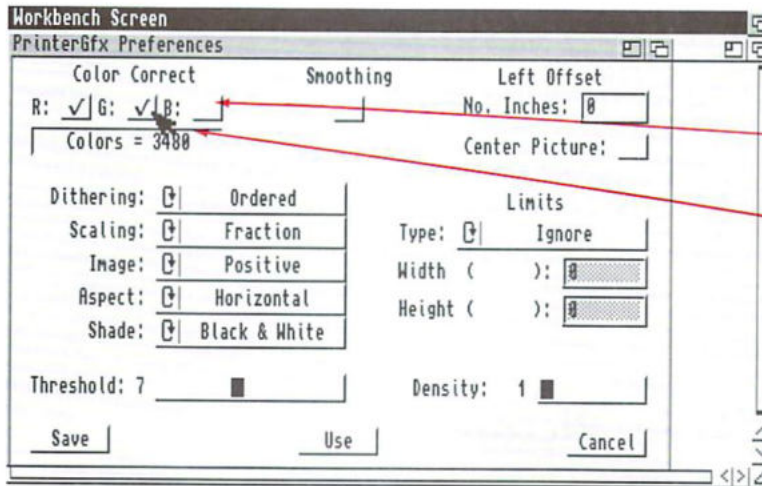 Workbench Screen
PrinterGfx Preferences
Color Correct
Smoothing
Left Offset
R: G: B:
No. Inches: 0
Colors = 3480
Center Picture:
Dithering: Ordered
Limits
Scaling: Fraction
Type: Ignore
Image: Positive
Width ( ): 0
Aspect: Horizontal
Height ( ): 0
Shade: Black & White
Threshold: 7
Density: 1
Save
Use
Cancel